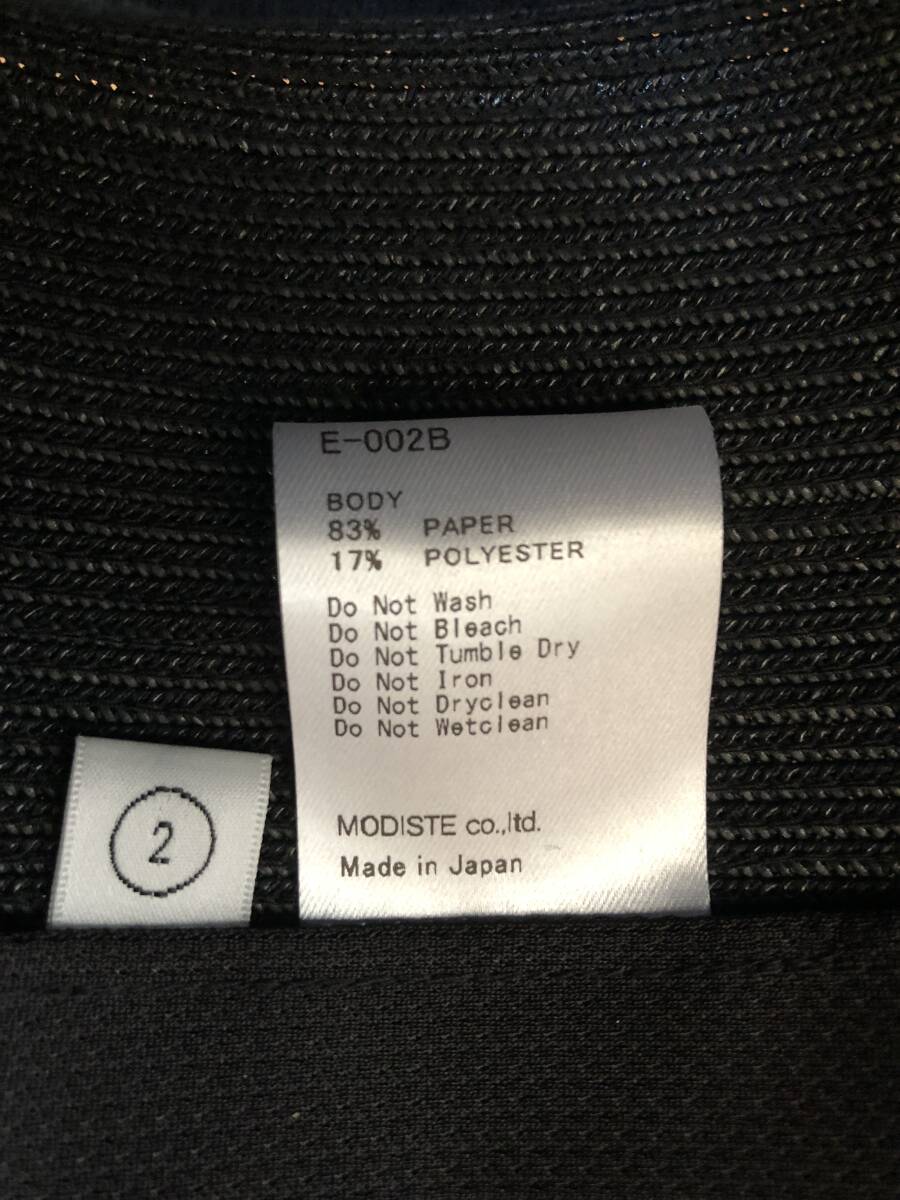 E-002B
BODY
83% PAPER
17% POLYESTER
Do Not Wash
Do Not Bleach
Do Not Tumble Dry
Do Not Iron
Do Not Dryclean
Do Not Wetclean
MODISTE co.,ltd.
Made in Japan
2